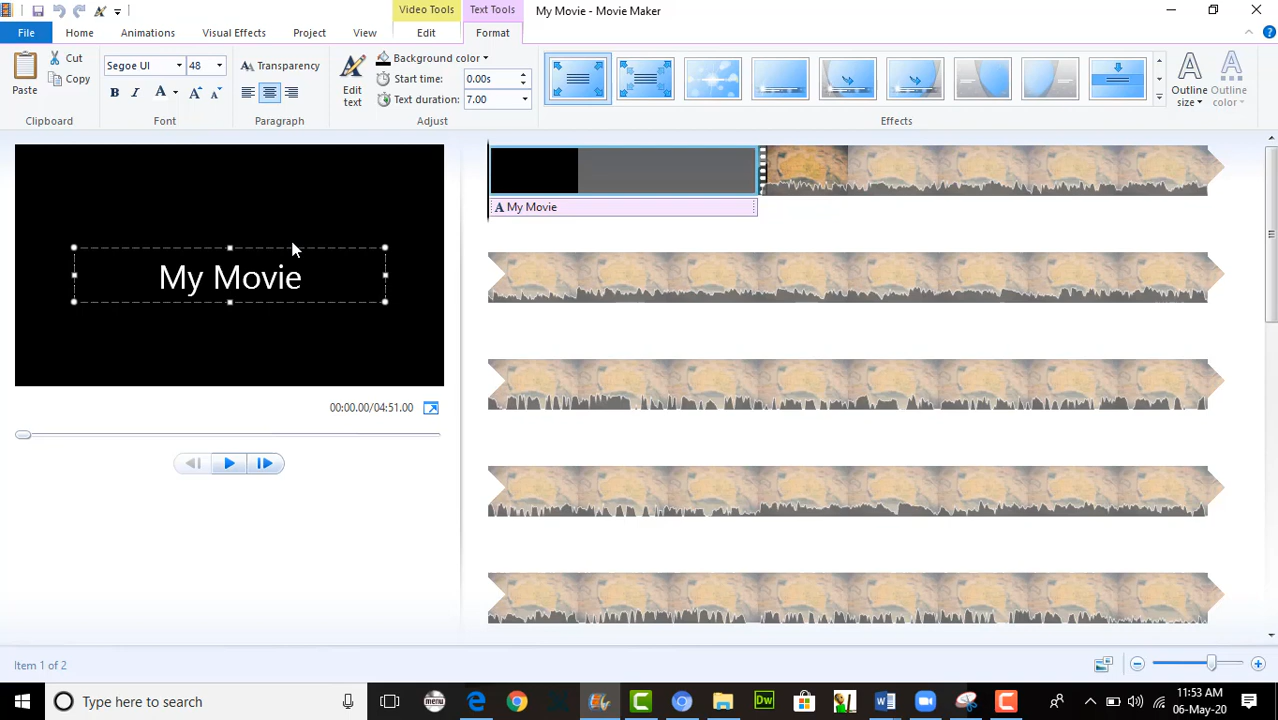 Video Tools
Text Tools
My Movie - Movie Maker
File
Home
Animations
Visual Effects
Project
View
Edit
Format
Paste
Cut
Copy
Clipboard
Segoe UI
48
B
I
A
A
A
Font
Transparency
Paragraph
Edit
text
Background color
Start time:
0.00s
Text duration:
7.00
Adjust
Effects
Outline
size
Outline
color
My Movie
00:00.00/04:51.00
A My Movie
Item 1 of 2
Type here to search
menu
Dw
11:53 AM
06-May-20